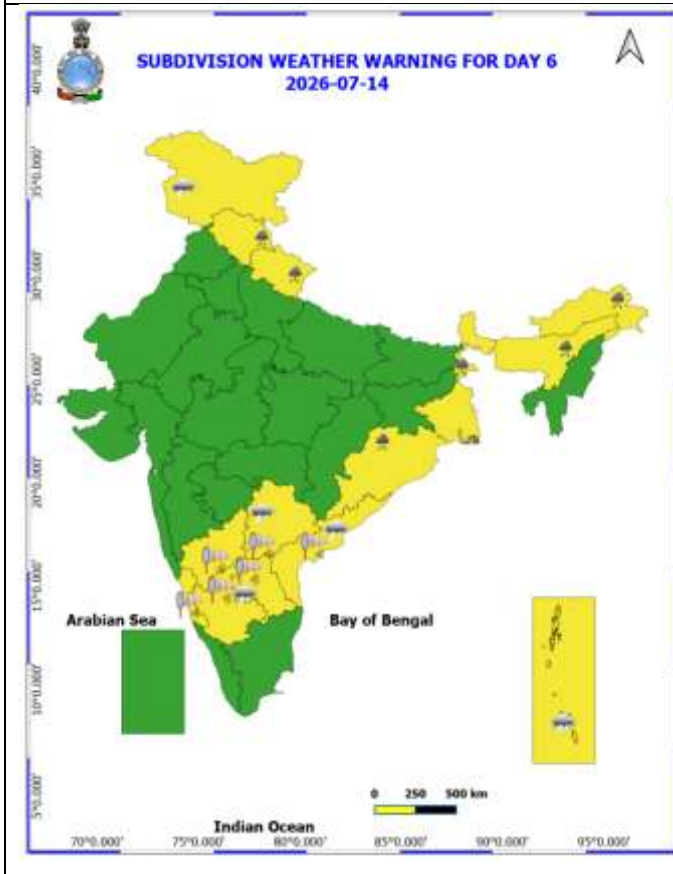 SUBDIVISION WEATHER WARNING FOR DAY 6
2026-07-14
40°0.000'
35°0.000'
30°0.000'
25°0.000'
20°0.000'
15°0.000'
10°0.000'
5°0.000'
Arabian Sea
Bay of Bengal
0 250 500 km
Indian Ocean
70°0.000' 75°0.000' 80°0.000' 85°0.000' 90°0.000' 95°0.000'